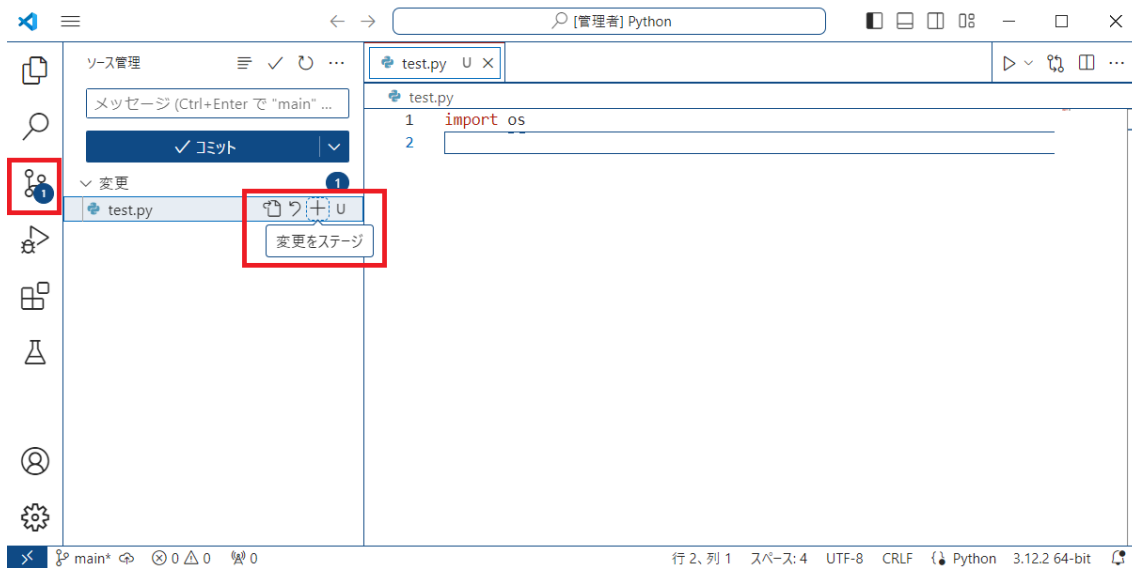 [管理者] Python
ソース管理
メッセージ (Ctrl+Enter で "main" ...
コミット
変更 1
test.py U
変更をステージ
1
test.py U
test.py
1 import os
2
main* 0 0 0
行 2、列 1 スペース: 4 UTF-8 CRLF Python 3.12.2 64-bit